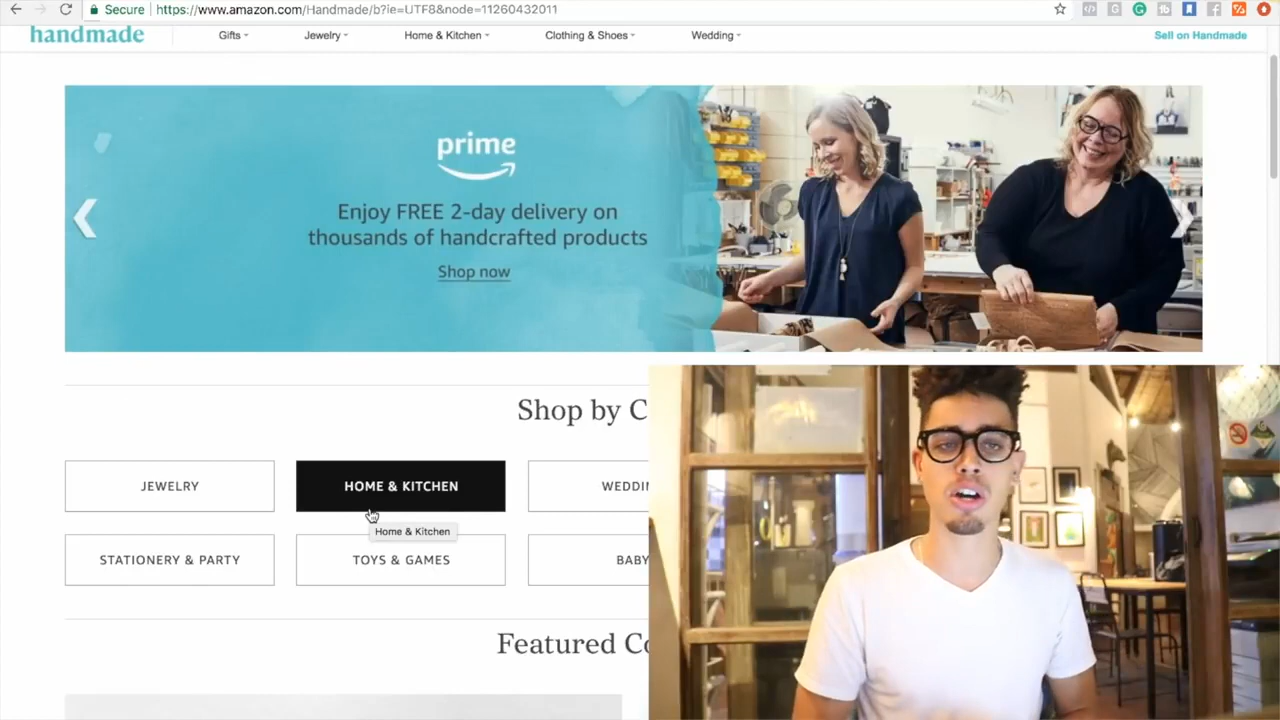 Secure https://www.amazon.com/Handmade/b?ie=UTF8&node=11260432011
handmade
Gifts
Jewelry
Home & Kitchen
Clothing & Shoes
Wedding
Sell on Handmade
prime
Enjoy FREE 2-day delivery on
thousands of handcrafted products
Shop now
Shop by C
JEWELRY
HOME & KITCHEN
WEDDIN
Home & Kitchen
STATIONERY & PARTY
TOYS & GAMES
BABY
Featured Co